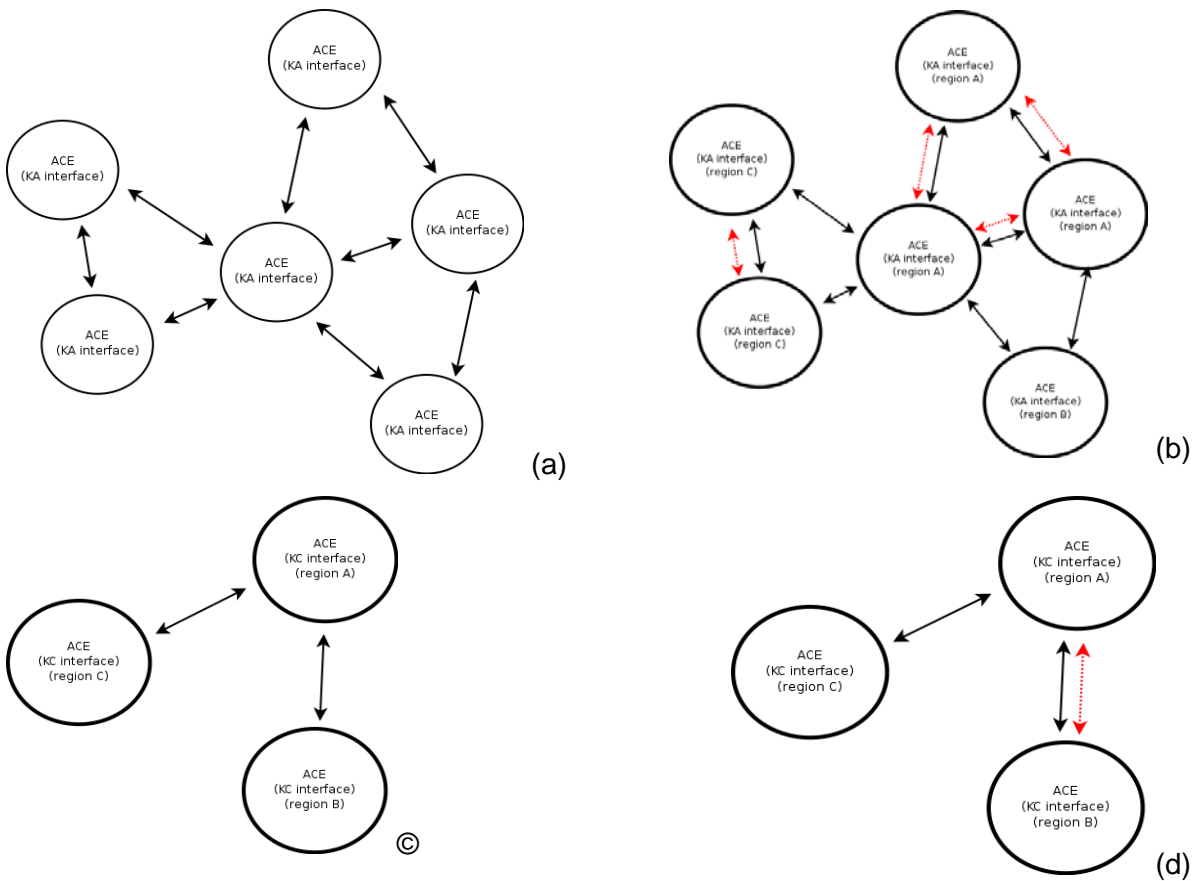 ACE
(KA interface)
ACE
(KA interface)
ACE
(KA interface)
ACE
(KA interface)
ACE
(KA interface)
ACE
(KA interface)
(a)
ACE
(KA interface)
(region A)
ACE
(KA interface)
(region C)
ACE
(KA interface)
(region A)
ACE
(KA interface)
(region A)
ACE
(KA interface)
(region C)
ACE
(KA interface)
(region B)
(b)
ACE
(KC interface)
(region A)
ACE
(KC interface)
(region C)
ACE
(KC interface)
(region B)
©
ACE
(KC interface)
(region A)
ACE
(KC interface)
(region C)
ACE
(KC interface)
(region B)
(d)